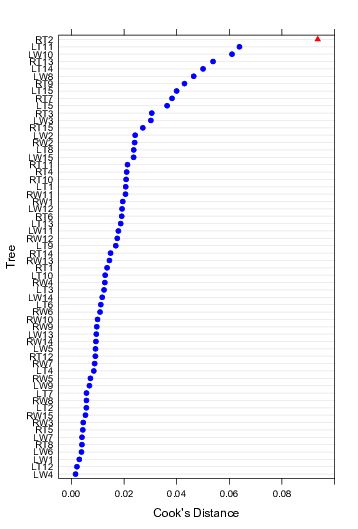 RT2
LT11
LW10
RT13
LT14
LW8
RT9
LT15
RT7
LT5
RT3
LW3
RT15
LW2
RW2
LT8
LW15
RT11
RT4
RT10
LT1
RW11
RW1
LW12
RT6
LT13
LW11
RW12
LT9
RT14
RW13
RT1
LT10
RW4
LT3
LW14
LT6
RW6
RW10
RW9
LW13
RW14
LW5
RT12
RW7
LT4
RW5
LW9
LT7
RW8
LT2
RW15
RW3
RT5
LW7
RT8
LW6
LW1
LT12
LW4
Tree
0.00 0.02 0.04 0.06 0.08
Cook's Distance